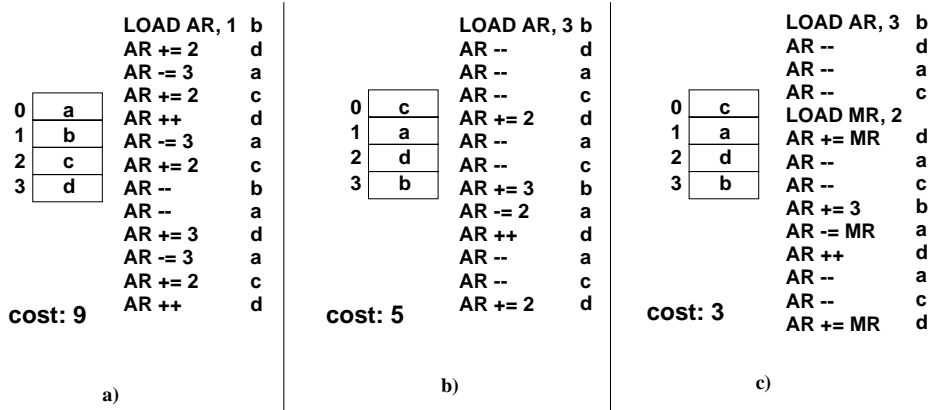 LOAD AR, 1 b
AR += 2 d
AR -= 3 a
AR += 2 c
AR ++ d
AR -= 3 a
AR += 2 c
AR -- b
AR -- a
AR += 3 d
AR -= 3 a
AR += 2 c
AR ++ d
0 a
1 b
2 c
3 d
cost: 9
a)
LOAD AR, 3 b
AR -- d
AR -- a
AR -- c
AR += 2 d
AR -- a
AR -- c
AR += 3 b
AR -= 2 a
AR ++ d
AR -- a
AR -- c
AR += 2 d
0 c
1 a
2 d
3 b
cost: 5
b)
LOAD AR, 3 b
AR -- d
AR -- a
AR -- c
LOAD MR, 2
AR += MR d
AR -- a
AR -- c
AR += 3 b
AR -= MR a
AR ++ d
AR -- a
AR -- c
AR += MR d
0 c
1 a
2 d
3 b
cost: 3
c)